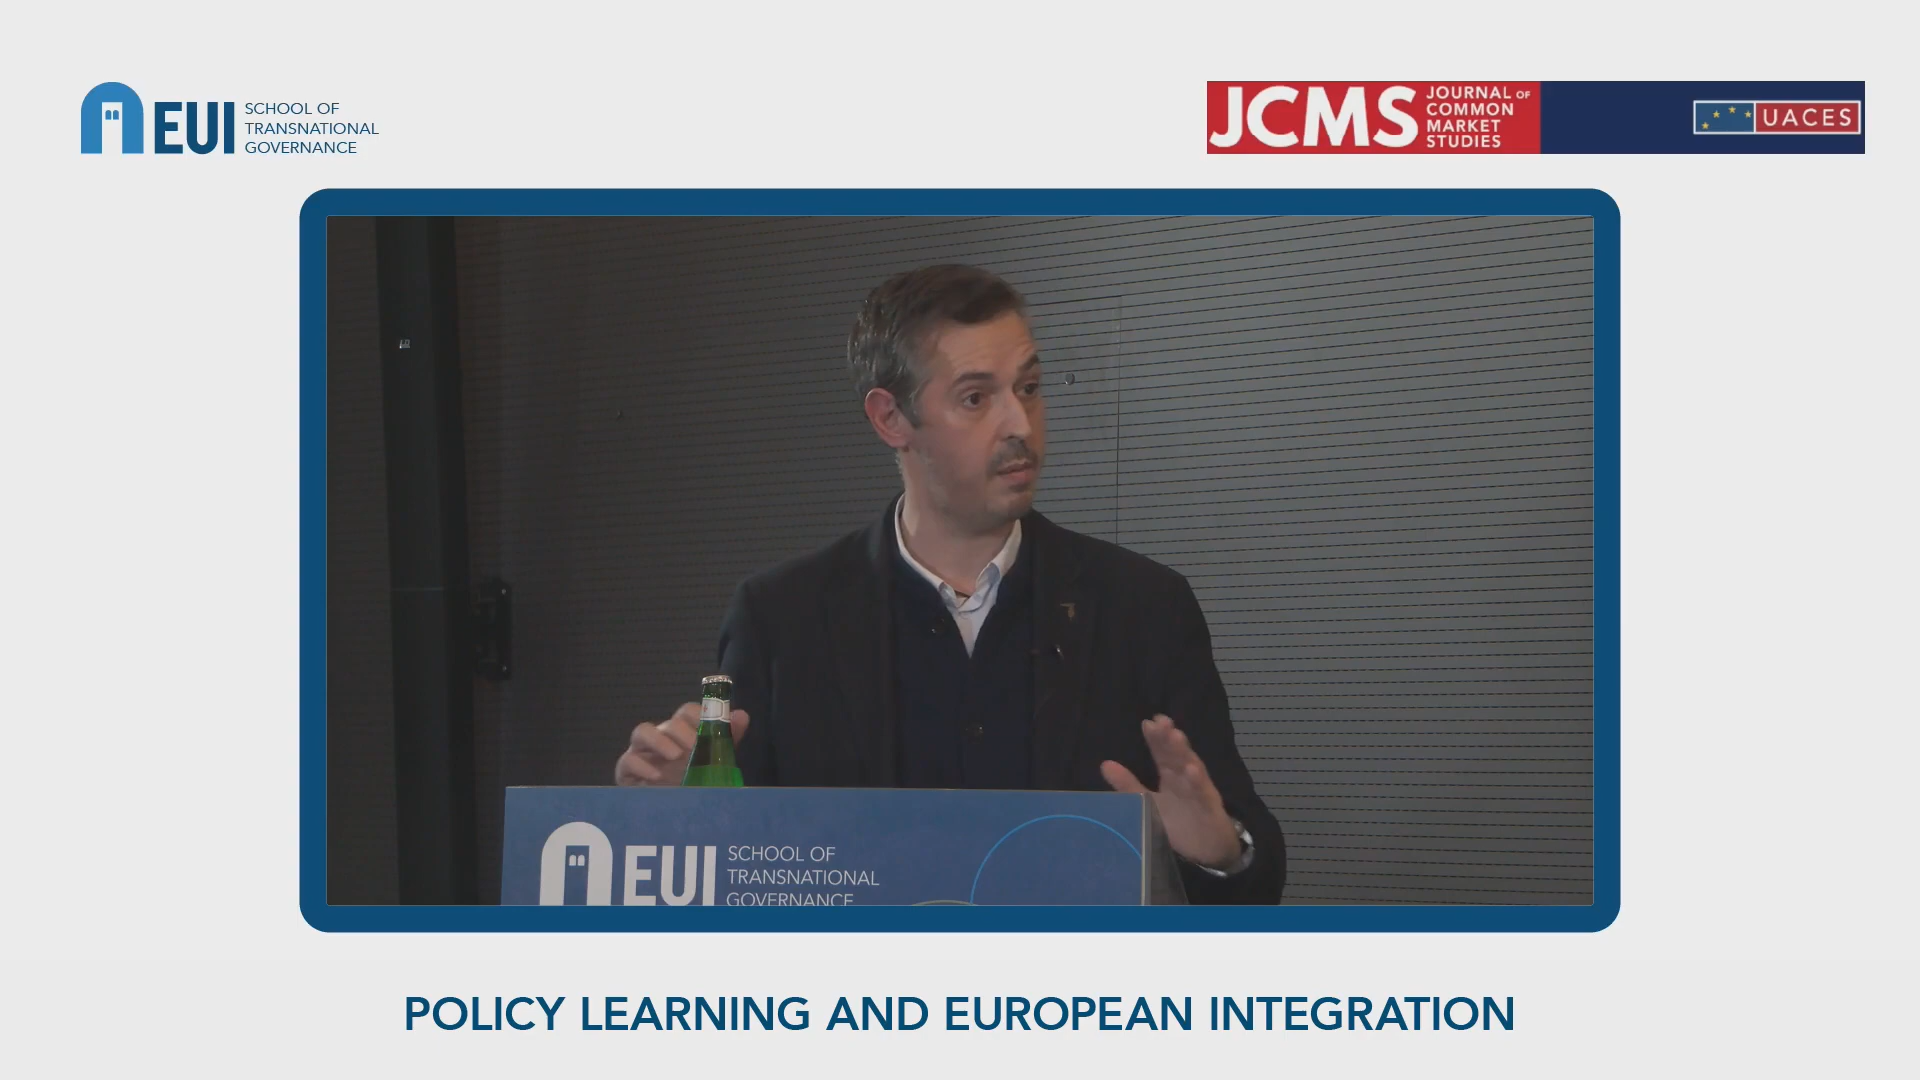 EUI
SCHOOL OF
TRANSNATIONAL
GOVERNANCE
JCMS
JOURNAL OF
COMMON
MARKET
STUDIES
UACES
EUI
SCHOOL OF
TRANSNATIONAL
GOVERNANCE
POLICY LEARNING AND EUROPEAN INTEGRATION